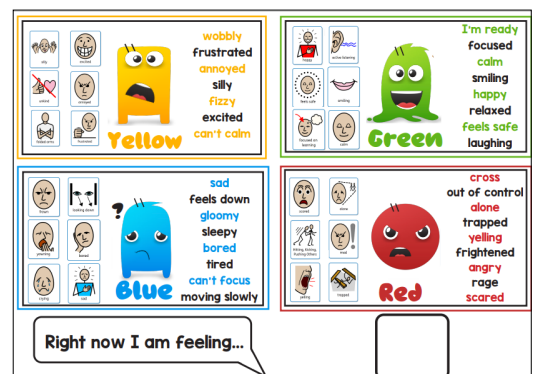 wobbly
frustrated
annoyed
silly
fizzy
excited
can't calm
silly
excited
unkind
annoyed
folded arms
frustrated
Yellow
I'm ready
focused
calm
smiling
happy
relaxed
feels safe
laughing
happy
active listening
feels safe
smiling
focused on
learning
calm
Green
sad
feels down
gloomy
sleepy
bored
tired
can't focus
moving slowly
frown
looking down
yawning
bored
crying
sad
?
Blue
cross
out of control
alone
trapped
yelling
frightened
angry
rage
scared
scared
alone
Hitting, Kicking,
Pushing Others
mad
yelling
trapped
Red
Right now I am feeling...